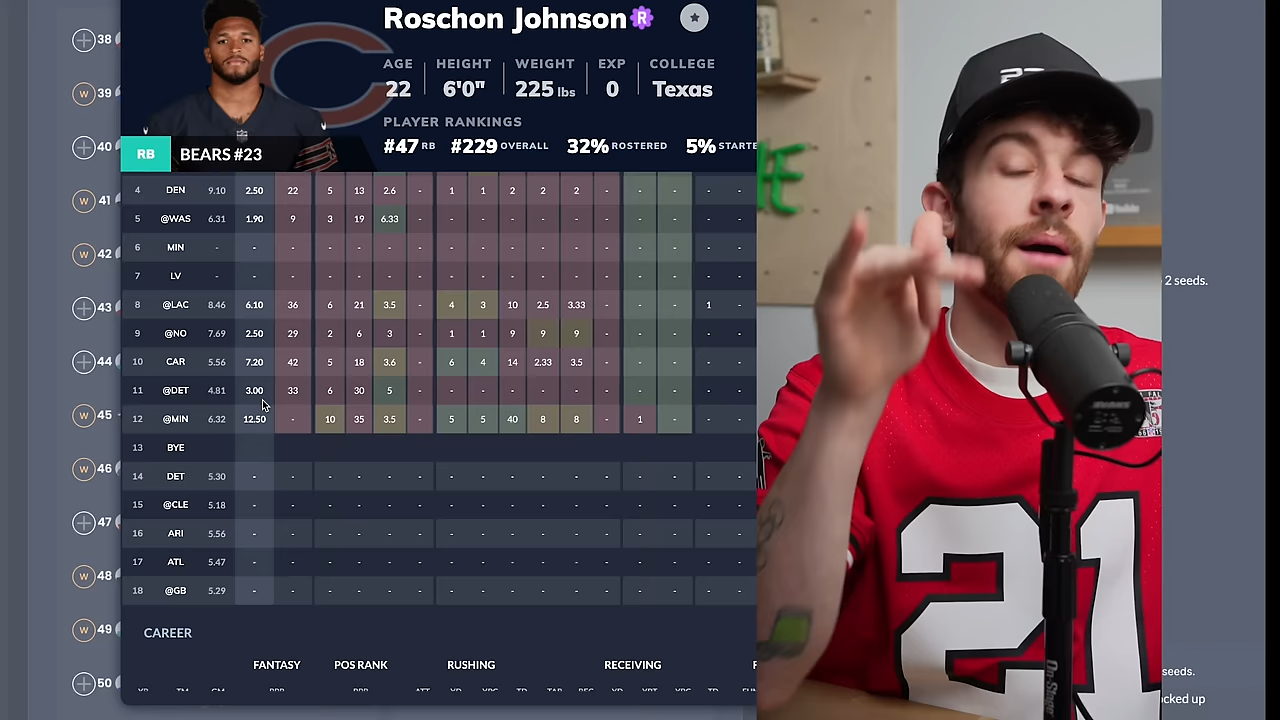 Roschon Johnson R
AGE HEIGHT WEIGHT EXP COLLEGE
22 6'0" 225 lbs 0 Texas
PLAYER RANKINGS
#47 RB #229 OVERALL 32% ROSTERED 5% STARTE
RB BEARS #23
4 DEN 9.10 2.50 22 5 13 2.6 - 1 1 2 2 2 - - - - -
5 @WAS 6.31 1.90 9 3 19 6.33 - - - - - - - - - - -
6 MIN - - - - - - - - - - - - - - - - -
7 LV - - - - - - - - - - - - - - - - -
8 @LAC 8.46 6.10 36 6 21 3.5 - 4 3 10 2.5 3.33 - - - 1 -
9 @NO 7.69 2.50 29 2 6 3 - 1 1 9 9 9 - - - - -
10 CAR 5.56 7.20 42 5 18 3.6 - 6 4 14 2.33 3.5 - - - - -
11 @DET 4.81 3.00 33 6 30 5 - - - - - - - - - - -
12 @MIN 6.32 12.50 - 10 35 3.5 - 5 5 40 8 8 - 1 - - -
13 BYE
14 DET 5.30 - - - - - - - - - - - - - - - -
15 @CLE 5.18 - - - - - - - - - - - - - - - -
16 ARI 5.56 - - - - - - - - - - - - - - - -
17 ATL 5.47 - - - - - - - - - - - - - - - -
18 @GB 5.29 - - - - - - - - - - - - - - - -
CAREER
FANTASY POS RANK RUSHING RECEIVING
38
W 39
40
W 41
W 42
43
44
W 45
W 46
47
W 48
W 49
50
2 seeds.
seeds.
ocked up
21
YouTube
On-Stage